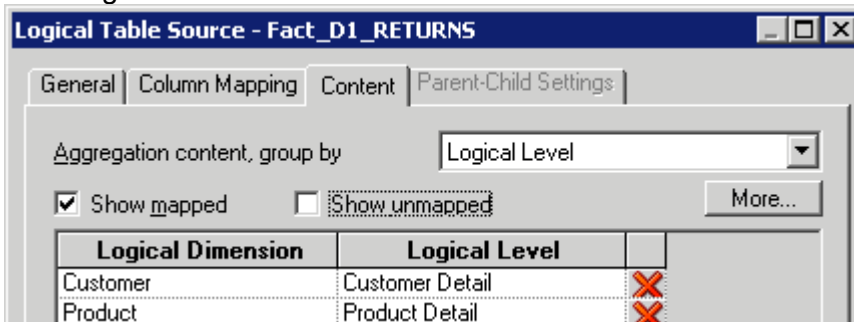 Logical Table Source - Fact_D1_RETURNS
General Column Mapping Content Parent-Child Settings
Aggregation content, group by Logical Level
Show mapped Show unmapped More...
Logical Dimension Logical Level
Customer Customer Detail
Product Product Detail